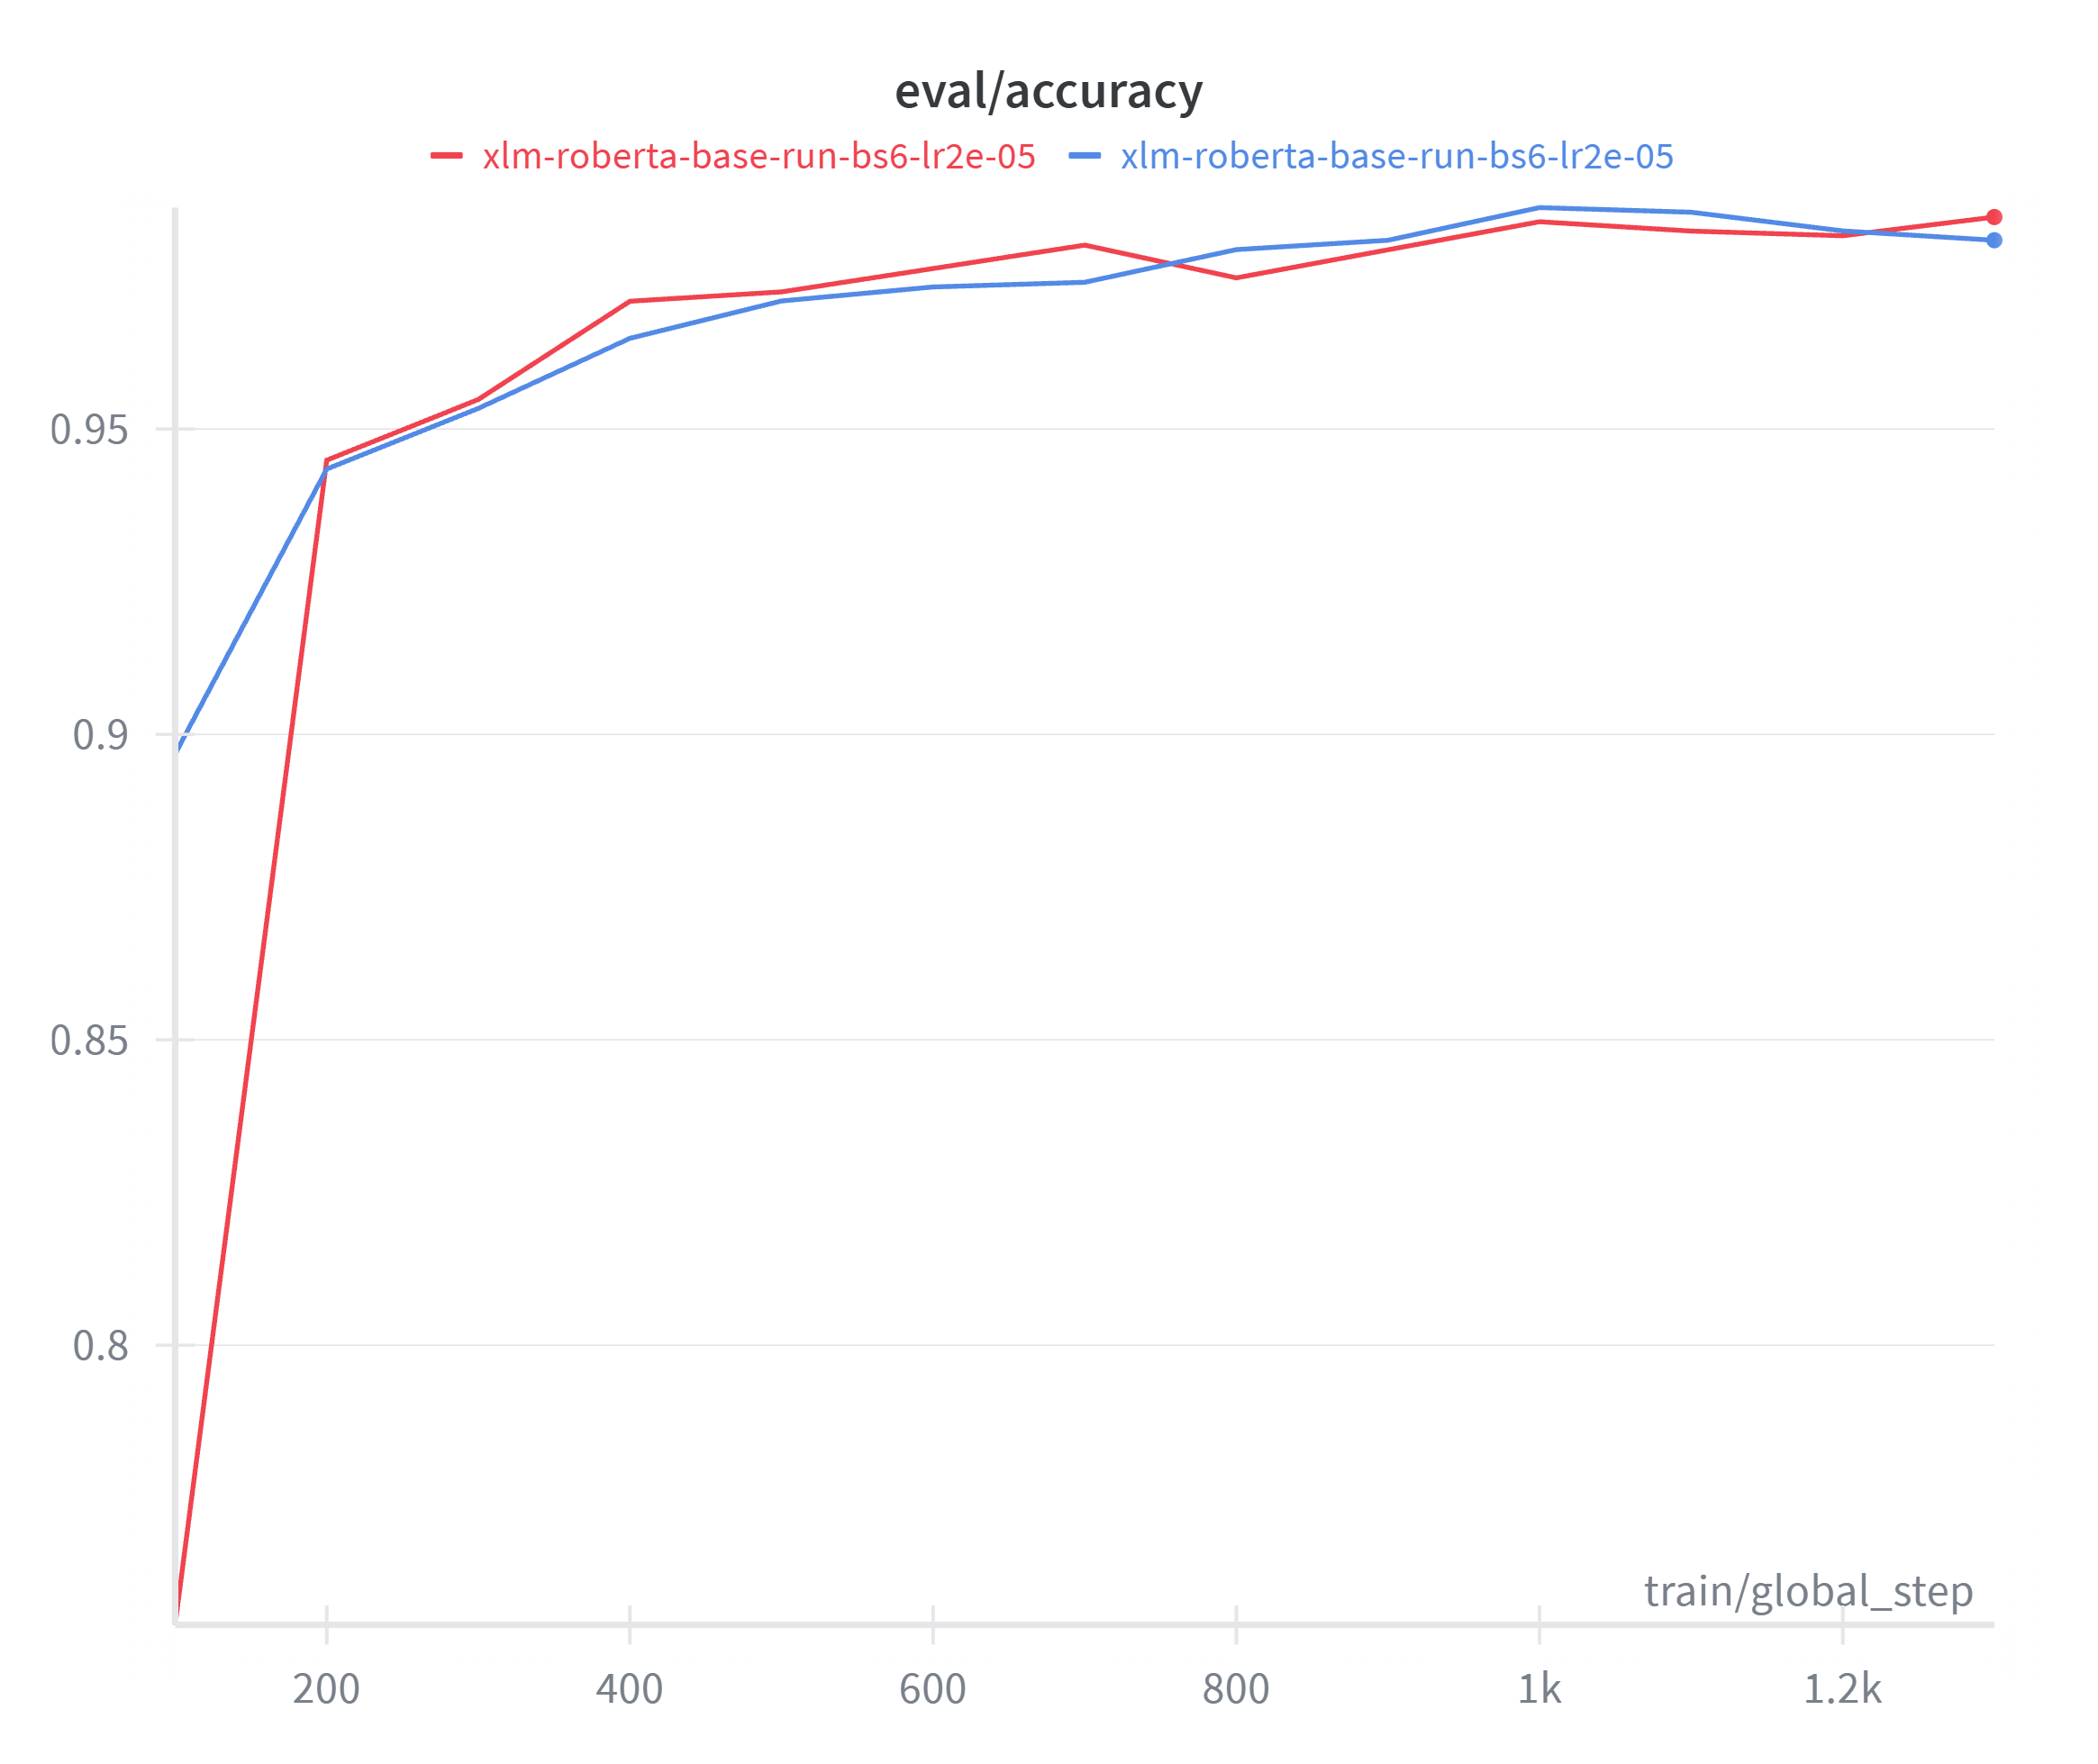 eval/accuracy
xlm-roberta-base-run-bs6-lr2e-05 xlm-roberta-base-run-bs6-lr2e-05
0.95
0.9
0.85
0.8
train/global_step
200 400 600 800 1k 1.2k